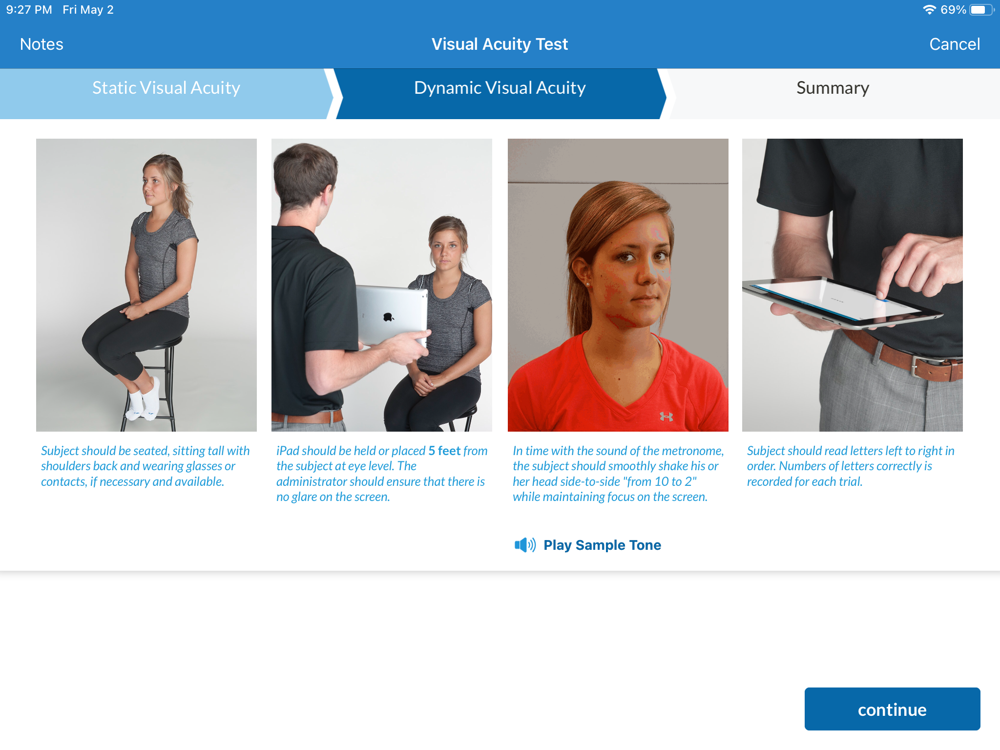 9:27 PM Fri May 2
69%
Notes
Visual Acuity Test
Cancel
Static Visual Acuity
Dynamic Visual Acuity
Summary
Subject should be seated, sitting tall with
shoulders back and wearing glasses or
contacts, if necessary and available.
iPad should be held or placed 5 feet from
the subject at eye level. The
administrator should ensure that there is
no glare on the screen.
In time with the sound of the metronome,
the subject should smoothly shake his or
her head side-to-side "from 10 to 2"
while maintaining focus on the screen.
Subject should read letters left to right in
order. Numbers of letters correctly is
recorded for each trial.
Play Sample Tone
continue